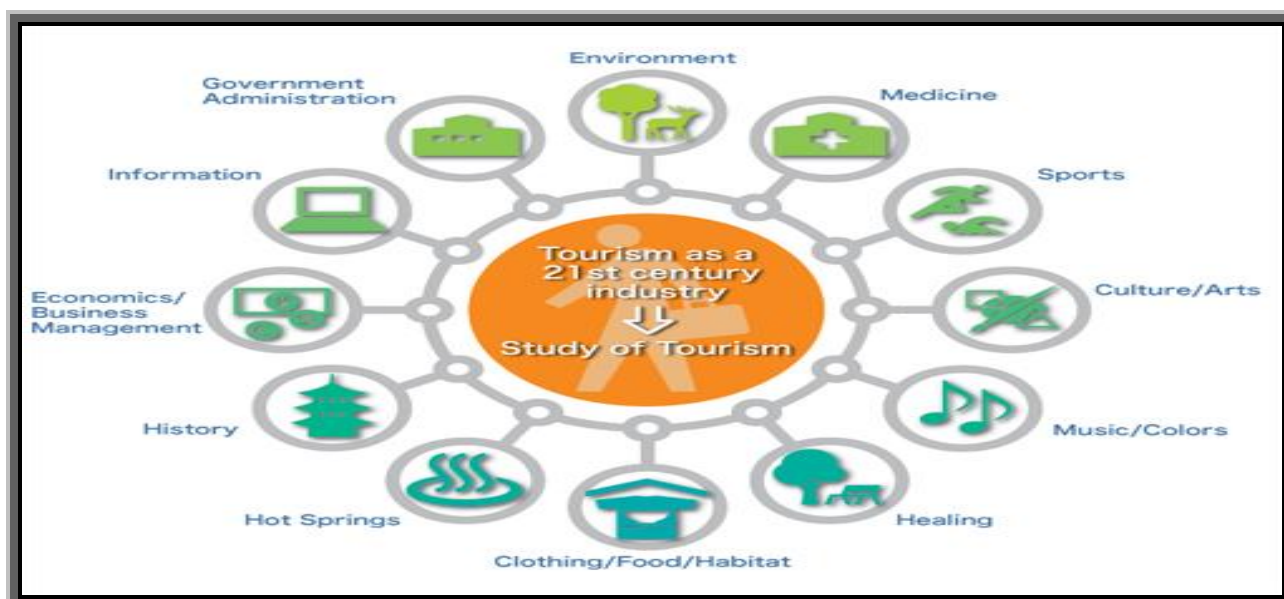 Environment
Government
Administration
Medicine
Information
Sports
Tourism as a
21st century
industry
Study of Tourism
Economics/
Business
Management
Culture/Arts
History
Music/Colors
Hot Springs
Healing
Clothing/Food/Habitat